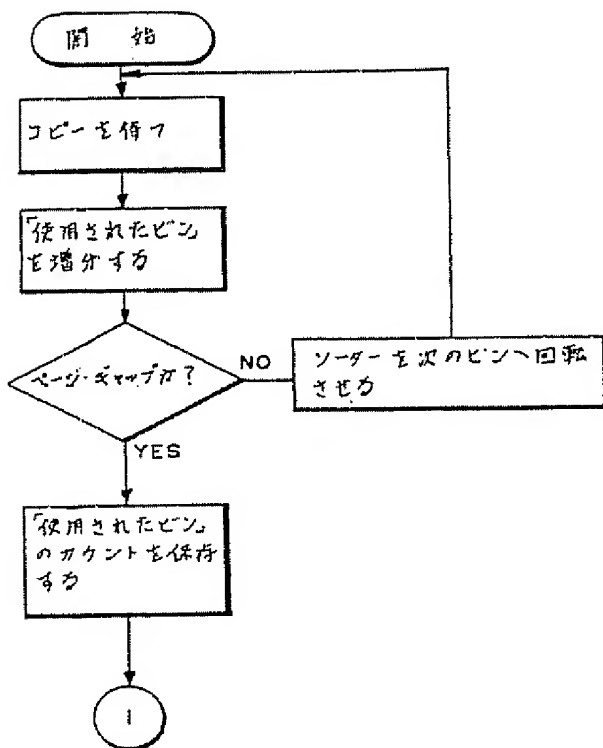 開始
コピーを待つ
「使用されたビン」
を増分する
ページ・ギャップか?
NO
ソーターを次のビンへ回転
させる
YES
「使用されたビン」
のカウントを保存
する
1